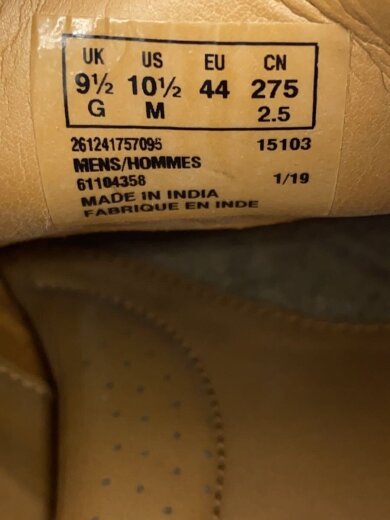 UK US EU CN
9½ 10½ 44 275
G M 2.5
261241757095 15103
MENS/HOMMES
61104358 1/19
MADE IN INDIA
FABRIQUE EN INDE